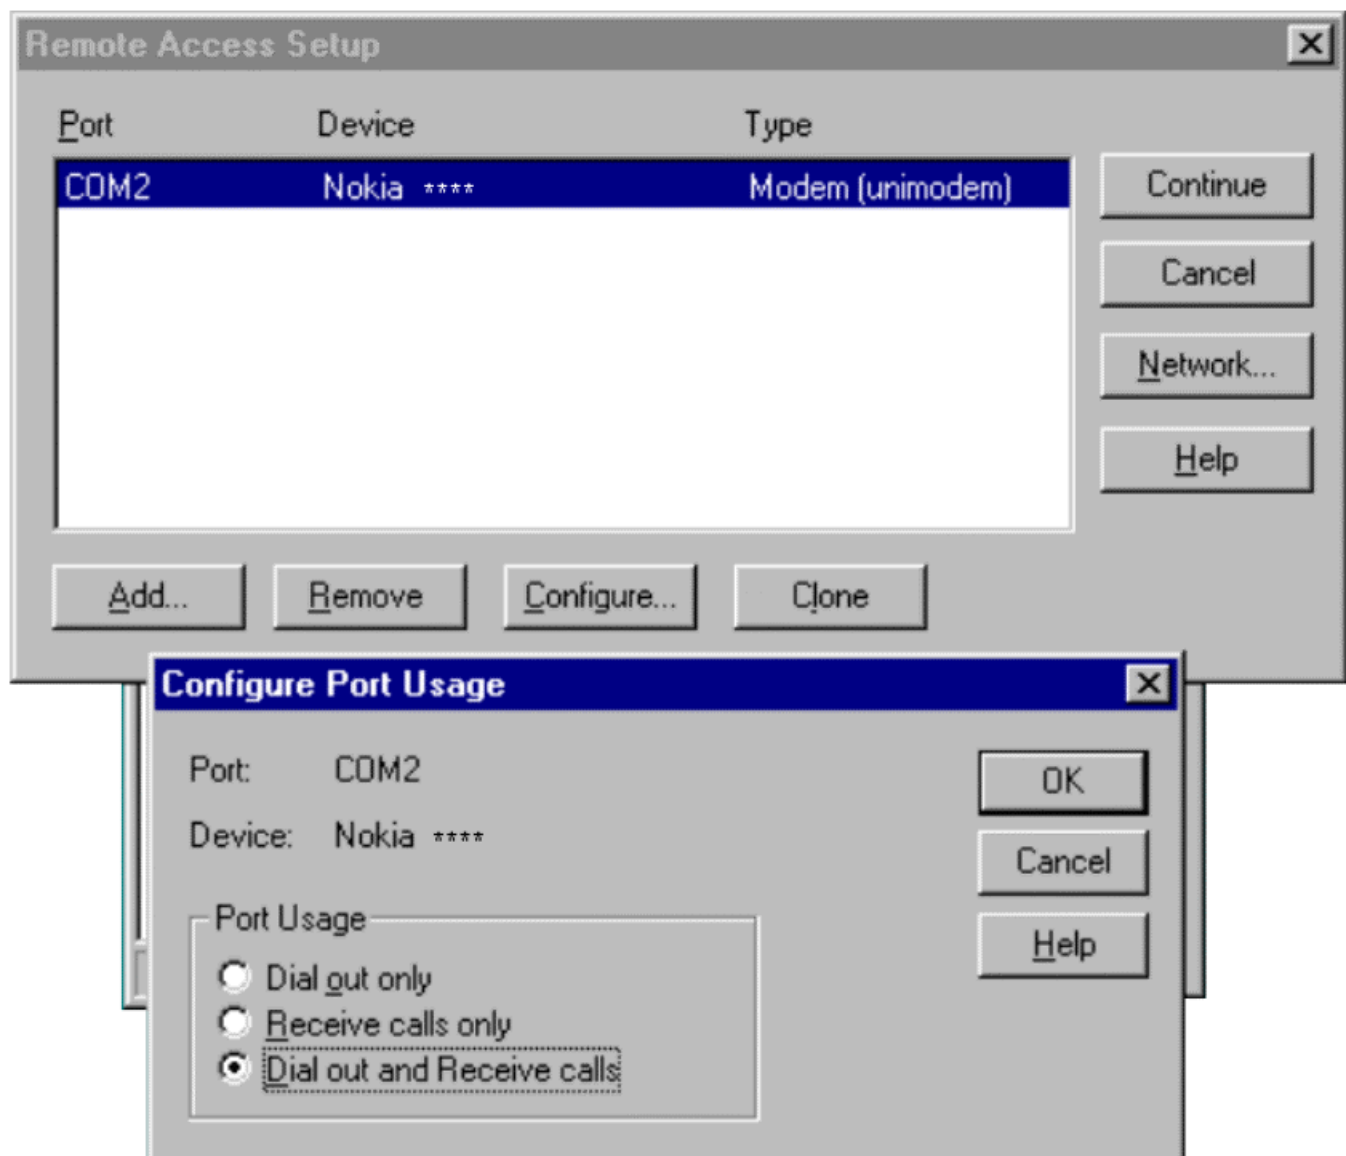 Remote Access Setup
Port Device Type
COM2 Nokia **** Modem (unimodem)
Continue
Cancel
Network...
Help
Add... Remove Configure... Clone
Configure Port Usage
Port: COM2
Device: Nokia ****
OK
Cancel
Help
Port Usage
Dial out only
Receive calls only
Dial out and Receive calls